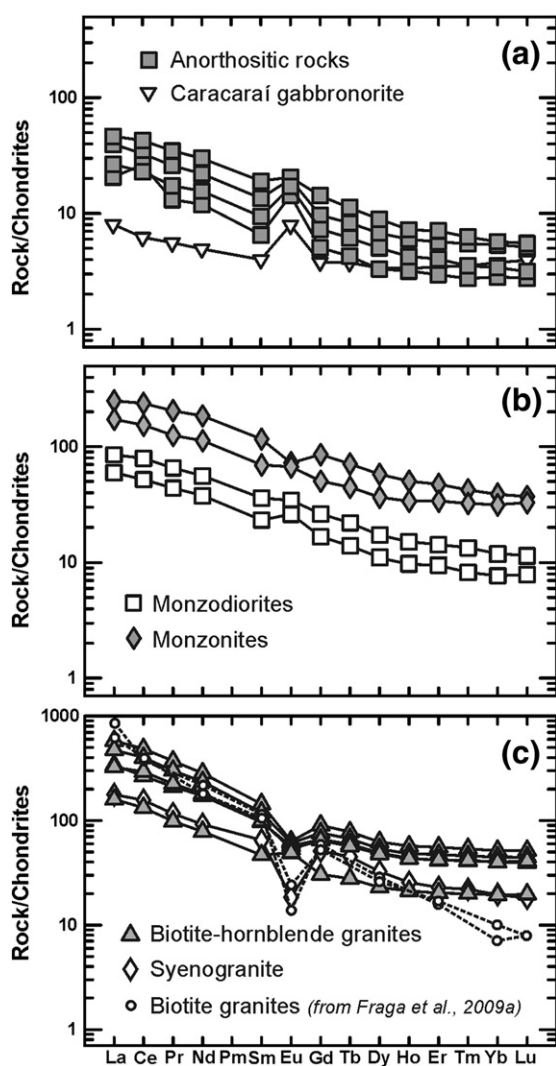 (a)
Anorthositic rocks
Caracaraí gabbronorite
100
10
1
Rock/Chondrites
(b)
100
10
1
Rock/Chondrites
Monzodiorites
Monzonites
(c)
1000
100
10
1
Rock/Chondrites
Biotite-hornblende granites
Syenogranite
Biotite granites (from Fraga et al., 2009a)
La Ce Pr Nd Pm Sm Eu Gd Tb Dy Ho Er Tm Yb Lu